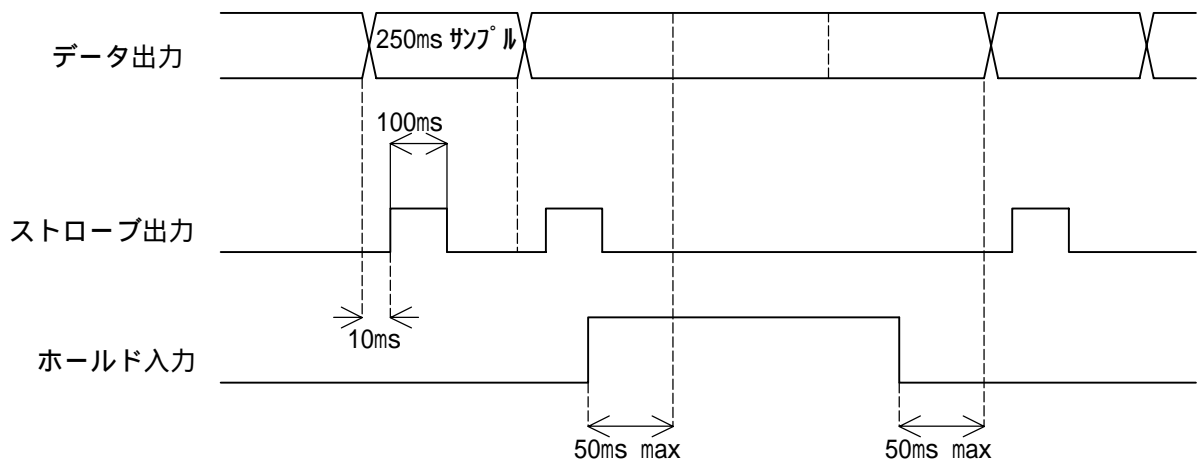 データ出力
250ms ｻﾝﾌﾟﾙ
100ms
ストローブ出力
10ms
ホールド入力
50ms max
50ms max